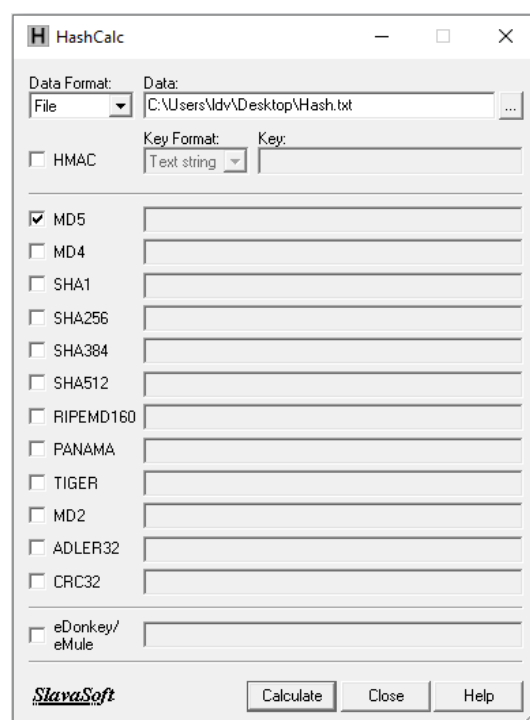 H HashCalc
Data Format: Data:
File C:\Users\ldv\Desktop\Hash.txt ...
Key Format: Key:
HMAC Text string
MD5
MD4
SHA1
SHA256
SHA384
SHA512
RIPEMD160
PANAMA
TIGER
MD2
ADLER32
CRC32
eDonkey/
eMule
SlavaSoft Calculate Close Help